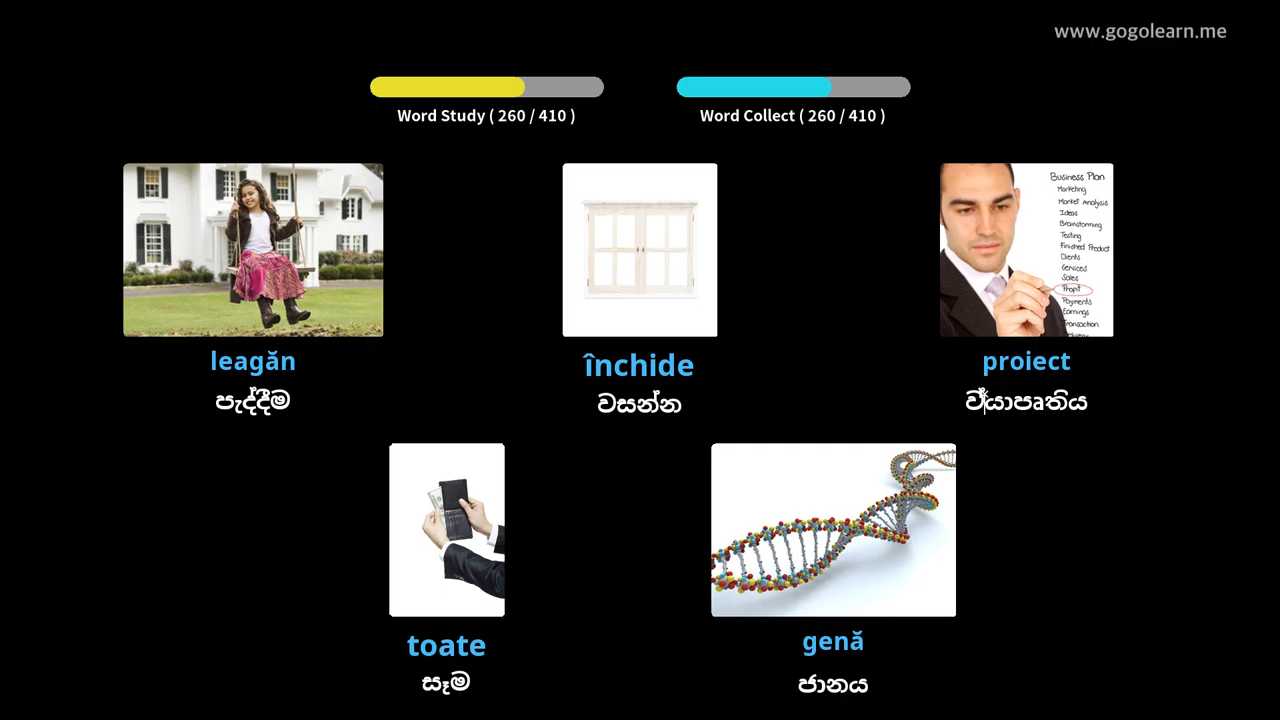 www.gogolearn.me
Word Study ( 260 / 410 )
Word Collect ( 260 / 410 )
Business Plan
Marketing
Market Analysis
Ideas
Brainstorming
Testing
Finished Product
Clients
Services
Sales
Profit
Payments
Earnings
Transaction
leagăn
පැද්දීම
închide
වසන්න
proiect
ව්යාපෘතිය
toate
සෑම
genă
ජානය